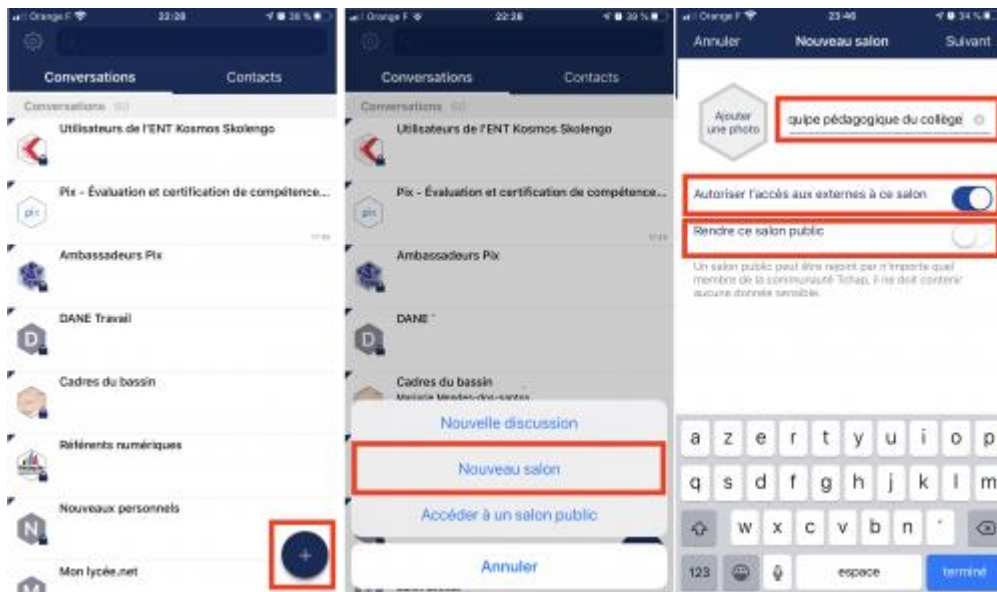 Orange F
22:28
38 %
Conversations
Contacts
Conversations
Utilisateurs de l'ENT Kosmos Skolengo
Pix - Évaluation et certification de compétence...
pix
Ambassadeurs Pix
DANE Travail
D
Cadres du bassin
Référents numériques
Nouveaux personnels
N
+
Mon lycée.net
M
Orange F
22:28
39 %
Conversations
Contacts
Conversations
Utilisateurs de l'ENT Kosmos Skolengo
Pix - Évaluation et certification de compétence...
pix
Ambassadeurs Pix
DANE
D
Cadres du bassin
Nouvelle discussion
Nouveau salon
Accéder à un salon public
Annuler
Orange F
23:46
34 %
Annuler
Nouveau salon
Suivant
Ajouter
une photo
quipe pédagogique du collège
Autoriser l'accès aux externes à ce salon
Rendre ce salon public
Un salon public peut être rejoint par n'importe quel
membre de la communauté Tchap, il ne doit contenir
aucune donnée sensible.
a z e r t y u i o p
q s d f g h j k l m
w x c v b n '
123
espace
terminé